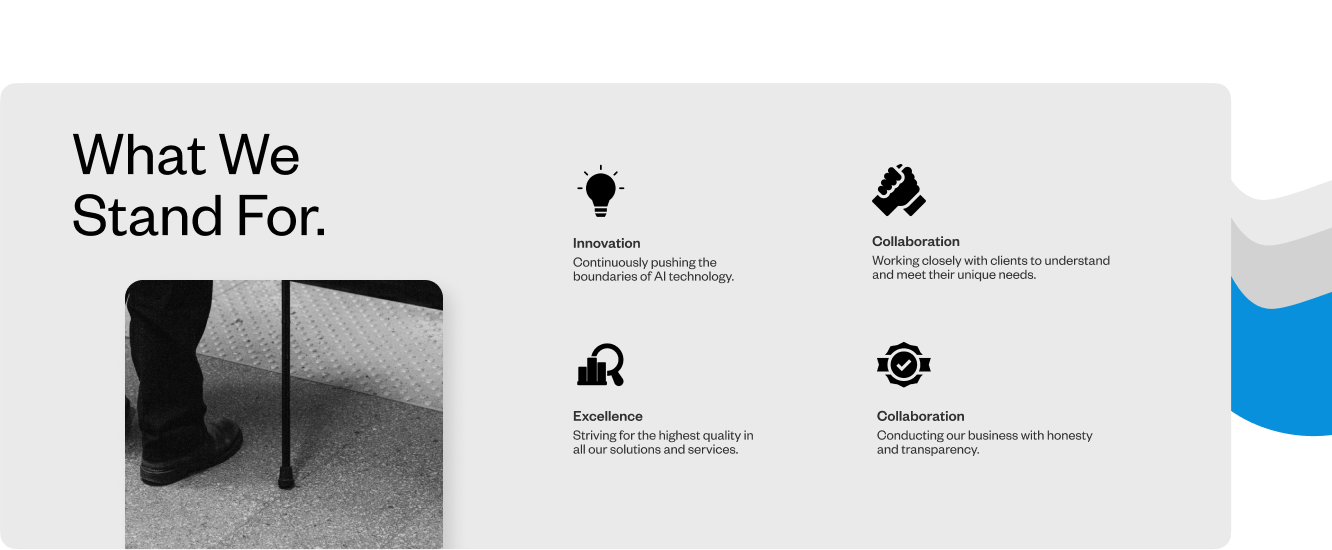 What We
Stand For.
Innovation
Continuously pushing the
boundaries of AI technology.
Collaboration
Working closely with clients to understand
and meet their unique needs.
Excellence
Striving for the highest quality in
all our solutions and services.
Collaboration
Conducting our business with honesty
and transparency.